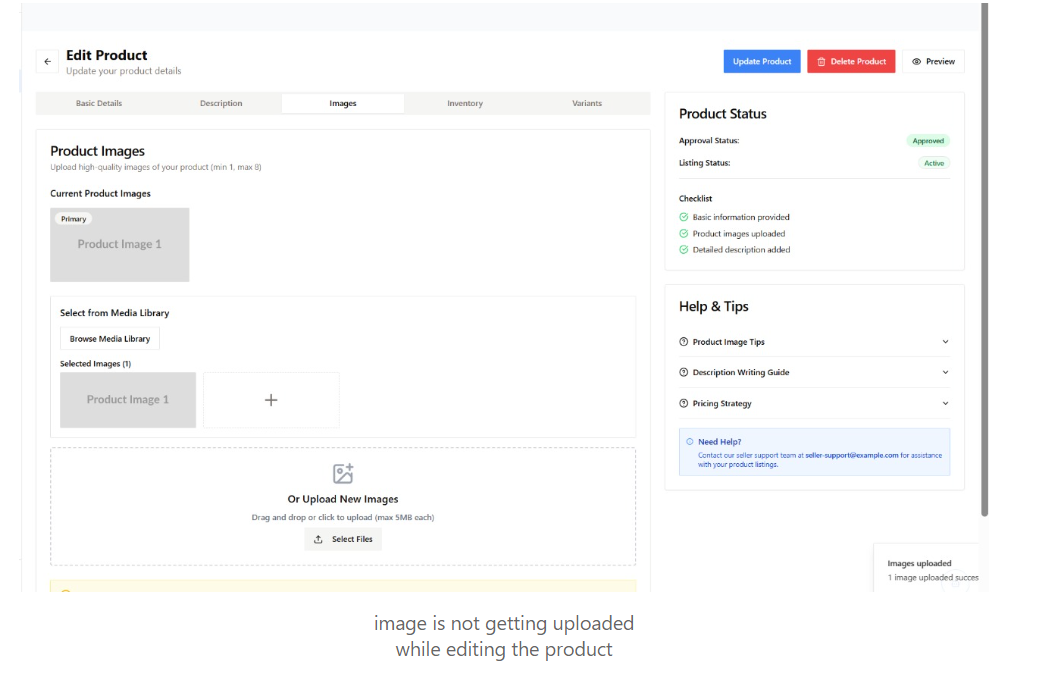 Edit Product
Update your product details
Update Product
Delete Product
Preview
Basic Details
Description
Images
Inventory
Variants
Product Images
Upload high-quality images of your product (min 1, max 8)
Current Product Images
Primary
Product Image 1
Select from Media Library
Browse Media Library
Selected Images (1)
Product Image 1
Or Upload New Images
Drag and drop or click to upload (max 5MB each)
Select Files
Product Status
Approval Status:
Approved
Listing Status:
Active
Checklist
Basic information provided
Product images uploaded
Detailed description added
Help & Tips
Product Image Tips
Description Writing Guide
Pricing Strategy
Need Help?
Contact our seller support team at seller-support@example.com for assistance
with your product listings.
Images uploaded
1 image uploaded succes
image is not getting uploaded
while editing the product